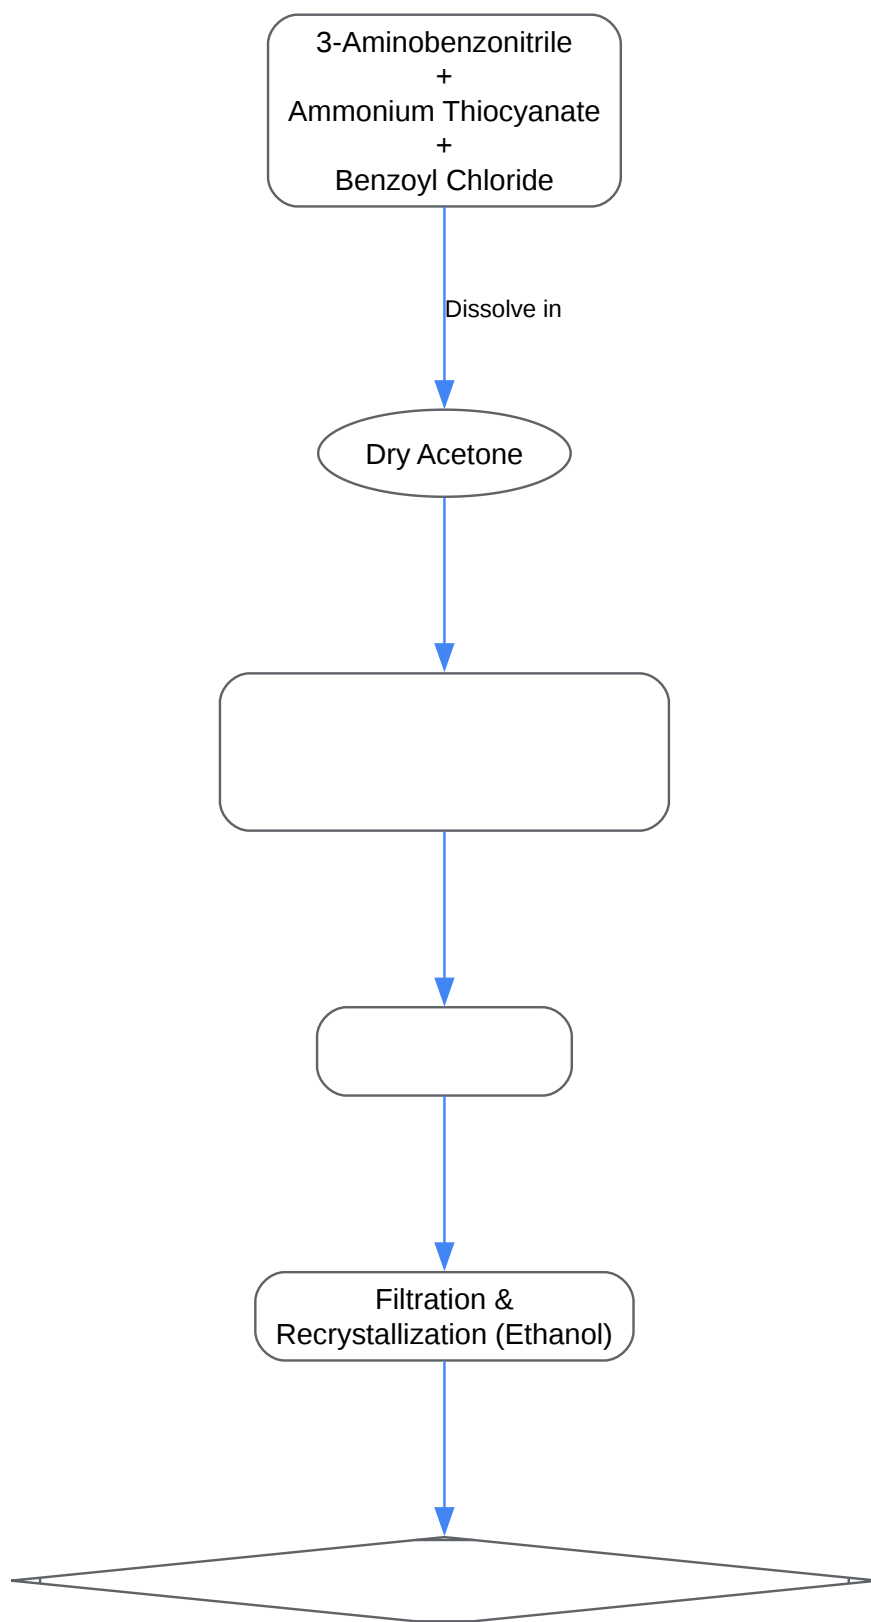 3-Aminobenzonitrile
+
Ammonium Thiocyanate
+
Benzoyl Chloride
Dissolve in
Dry Acetone
Filtration &
Recrystallization (Ethanol)